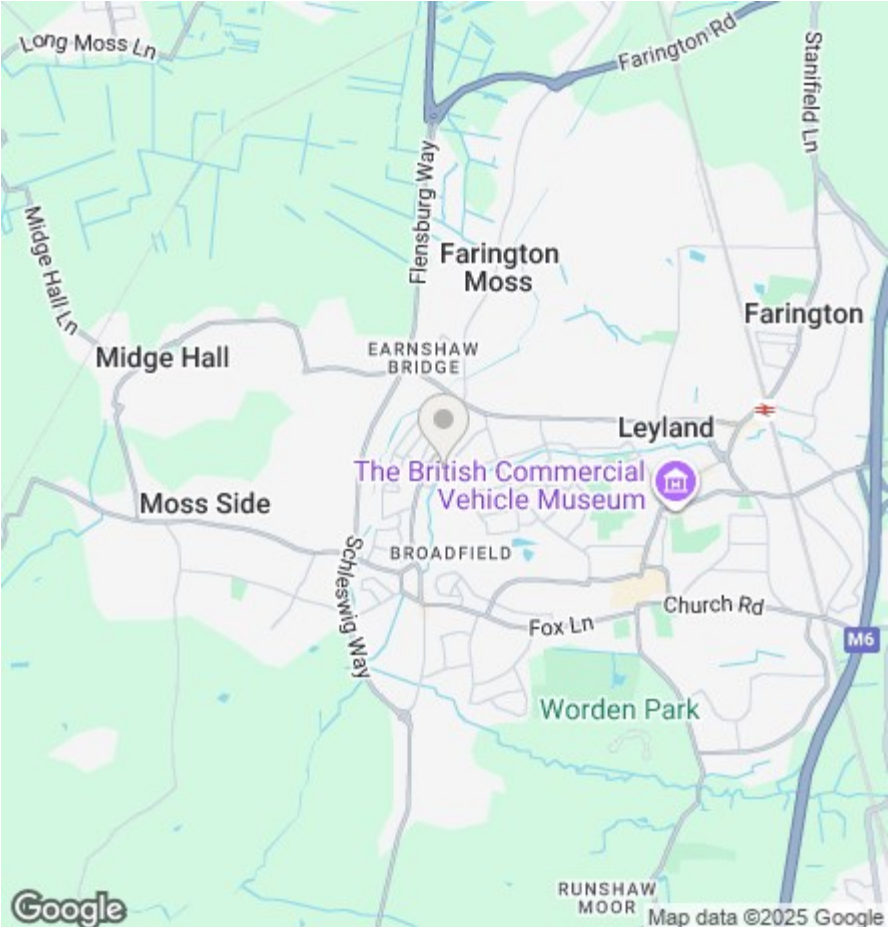 Long Moss Ln
Farington Rd
Stanifield Ln
Flensburg Way
Midge Hall Ln
Farington
Moss
Farington
EARNSHAW
BRIDGE
Midge Hall
Leyland
The British Commercial
Vehicle Museum
Moss Side
BROADFIELD
Schleswig Way
Fox Ln
Church Rd
M6
Worden Park
RUNSHAW
MOOR
Google
Map data ©2025 Google